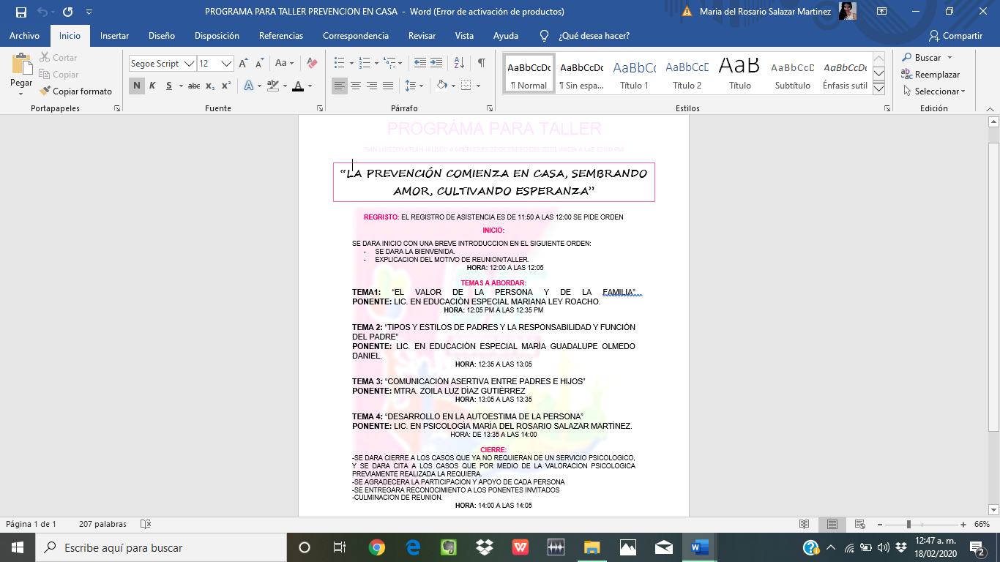 PROGRAMA PARA TALLER PREVENCION EN CASA - Word (Error de activación de productos)
Maria del Rosario Salazar Martinez
Archivo Inicio Insertar Diseño Disposición Referencias Correspondencia Revisar Vista Ayuda ¿Qué desea hacer? Compartir
Pegar
Cortar
Copiar
Copiar formato
Segoe Script 12
N K S abc x₂ x²
AaBbCcDc AaBbCcDc AaBbCc AaBbCcD AaB AaBbCcD AaBbCcDc
¶ Normal ¶ Sin espa... Título 1 Título 2 Título Subtítulo Énfasis sutil
Buscar
Reemplazar
Seleccionar
Portapapeles Fuente Párrafo Estilos Edición
PROGRÁMA PARA TALLER
SAN LUIS SOYATLÁN JALISCO A MIÉRCOLES 22 DE ENERO DEL 2020, INICIA A LAS 12:00 PM
“LA PREVENCIÓN COMIENZA EN CASA, SEMBRANDO
AMOR, CULTIVANDO ESPERANZA”
REGRISTO: EL REGISTRO DE ASISTENCIA ES DE 11:50 A LAS 12:00 SE PIDE ORDEN
INICIO:
SE DARA INICIO CON UNA BREVE INTRODUCCION EN EL SIGUIENTE ORDEN:
- SE DARA LA BIENVENIDA.
- EXPLICACION DEL MOTIVO DE REUNION/TALLER.
HORA: 12:00 A LAS 12:05
TEMAS A ABORDAR:
TEMA1: “EL VALOR DE LA PERSONA Y DE LA FAMILIA”
PONENTE: LIC. EN EDUCACIÓN ESPECIAL MARIANA LEY ROACHO.
HORA: 12:05 PM A LAS 12:35 PM
TEMA 2: “TIPOS Y ESTILOS DE PADRES Y LA RESPONSABILIDAD Y FUNCIÓN
DEL PADRE”
PONENTE: LIC. EN EDUCACIÓN ESPECIAL MARÍA GUADALUPE OLMEDO
DANIEL.
HORA: 12:35 A LAS 13:05
TEMA 3: “COMUNICACIÓN ASERTIVA ENTRE PADRES E HIJOS”
PONENTE: MTRA. ZOILA LUZ DÍAZ GUTIÉRREZ
HORA: 13:05 A LAS 13:35
TEMA 4: “DESARROLLO EN LA AUTOESTIMA DE LA PERSONA”
PONENTE: LIC. EN PSICOLOGÍA MARÍA DEL ROSARIO SALAZAR MARTÍNEZ.
HORA: DE 13:35 A LAS 14:00
CIERRE:
-SE DARA CIERRE A LOS CASOS QUE YA NO REQUIERAN DE UN SERVICIO PSICOLOGICO,
Y SE DARA CITA A LOS CASOS QUE POR MEDIO DE LA VALORACION PSICOLOGICA
PREVIAMENTE REALIZADA LA REQUIERA.
-SE AGRADECERA LA PARTICIPACION Y APOYO DE CADA PERSONA
-SE ENTREGARA RECONOCIMIENTO A LOS PONENTES INVITADOS
-CULMINACION DE REUNION.
HORA: 14:00 A LAS 14:05
Página 1 de 1 207 palabras 66%
Escribe aquí para buscar
12:47 a. m.
18/02/2020
2